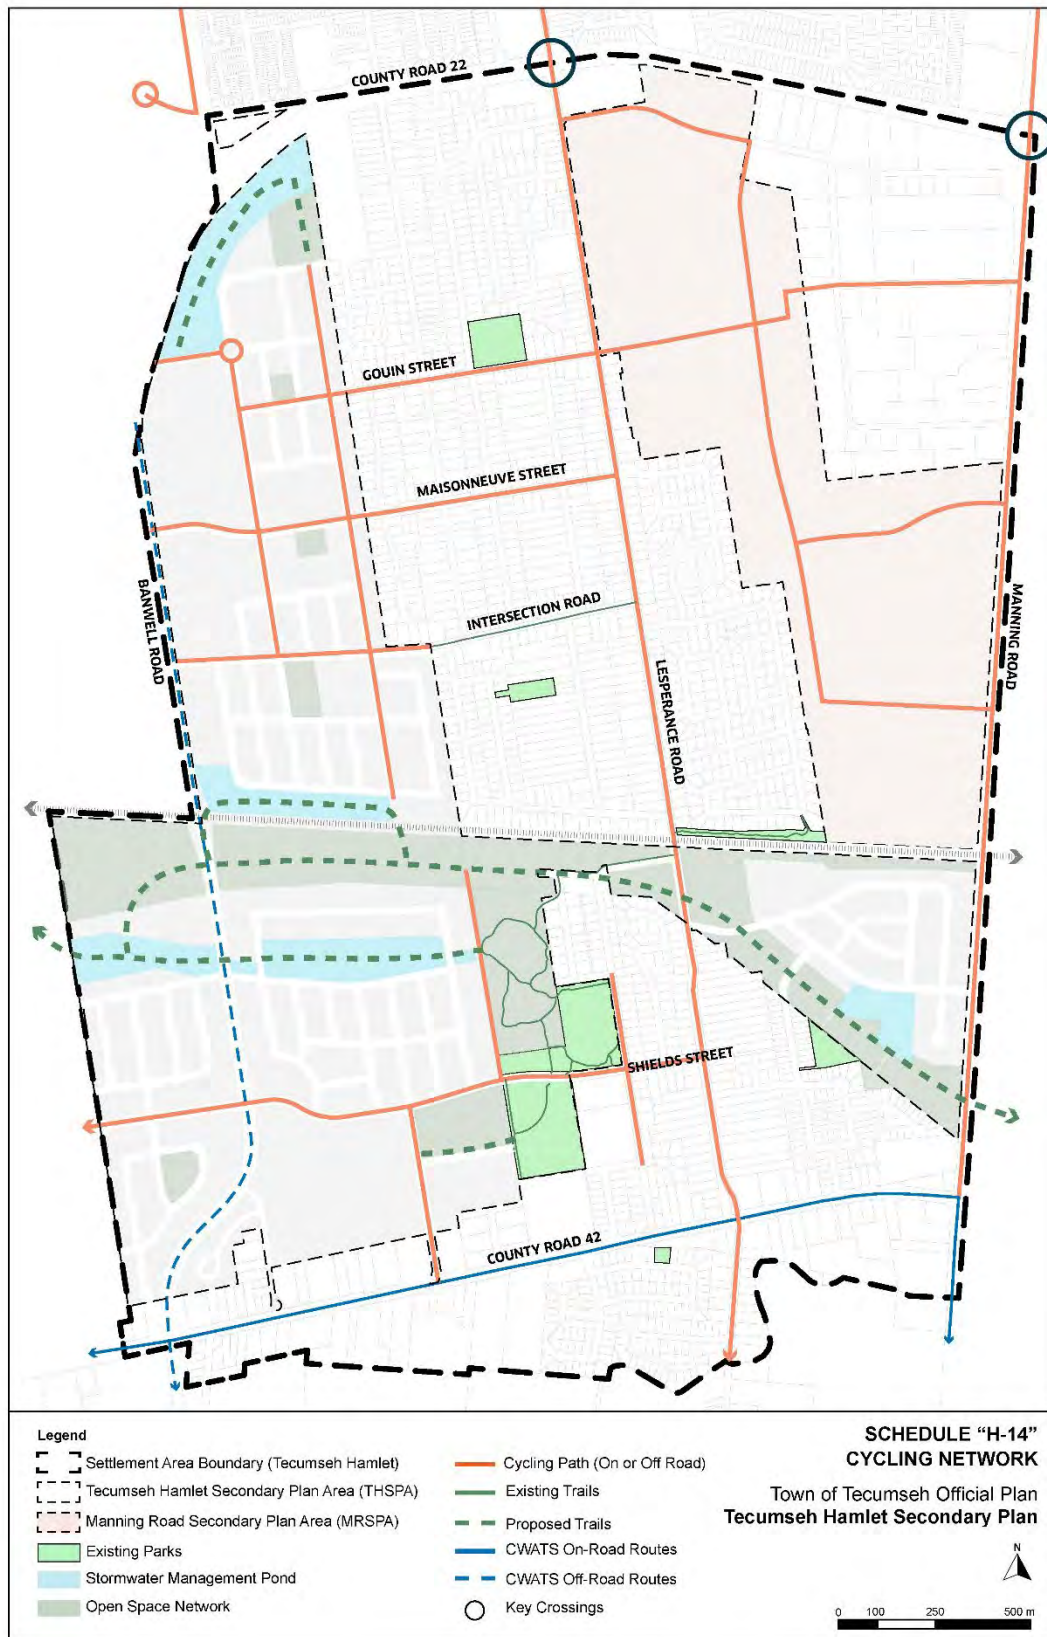 COUNTY ROAD 22
GOUIN STREET
MAISONNEUVE STREET
BANWELL ROAD
INTERSECTION ROAD
MANNING ROAD
LESPERANCE ROAD
SHIELDS STREET
COUNTY ROAD 42
Legend
Settlement Area Boundary (Tecumseh Hamlet)
Tecumseh Hamlet Secondary Plan Area (THSPA)
Manning Road Secondary Plan Area (MRSPA)
Existing Parks
Stormwater Management Pond
Open Space Network
Cycling Path (On or Off Road)
Existing Trails
Proposed Trails
CWATS On-Road Routes
CWATS Off-Road Routes
Key Crossings
SCHEDULE “H-14”
CYCLING NETWORK
Town of Tecumseh Official Plan
Tecumseh Hamlet Secondary Plan
N
0 100 250 500 m